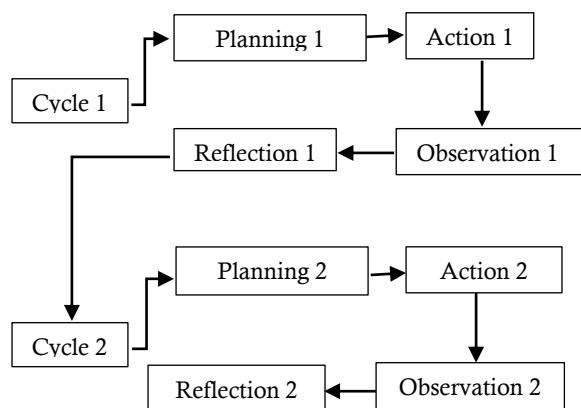 Cycle 1
Planning 1
Action 1
Observation 1
Reflection 1
Cycle 2
Planning 2
Action 2
Observation 2
Reflection 2